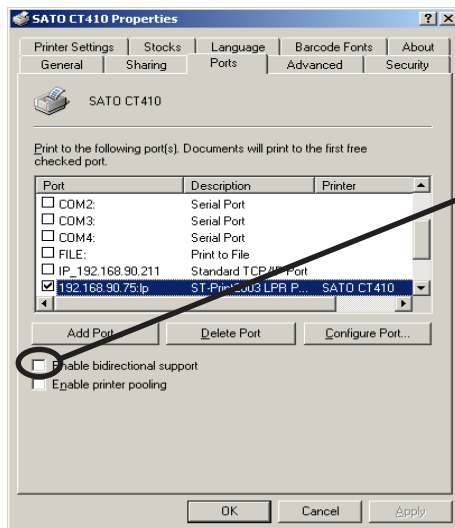 SATO CT410 Properties
Printer Settings Stocks Language Barcode Fonts About
General Sharing Ports Advanced Security
SATO CT410
Print to the following port(s). Documents will print to the first free
checked port.
Port Description Printer
COM2: Serial Port
COM3: Serial Port
COM4: Serial Port
FILE: Print to File
IP_192.168.90.211 Standard TCP/IP Port
192.168.90.75:lp ST-Print2003 LPR P... SATO CT410
Add Port... Delete Port Configure Port...
Enable bidirectional support
Enable printer pooling
OK Cancel Apply